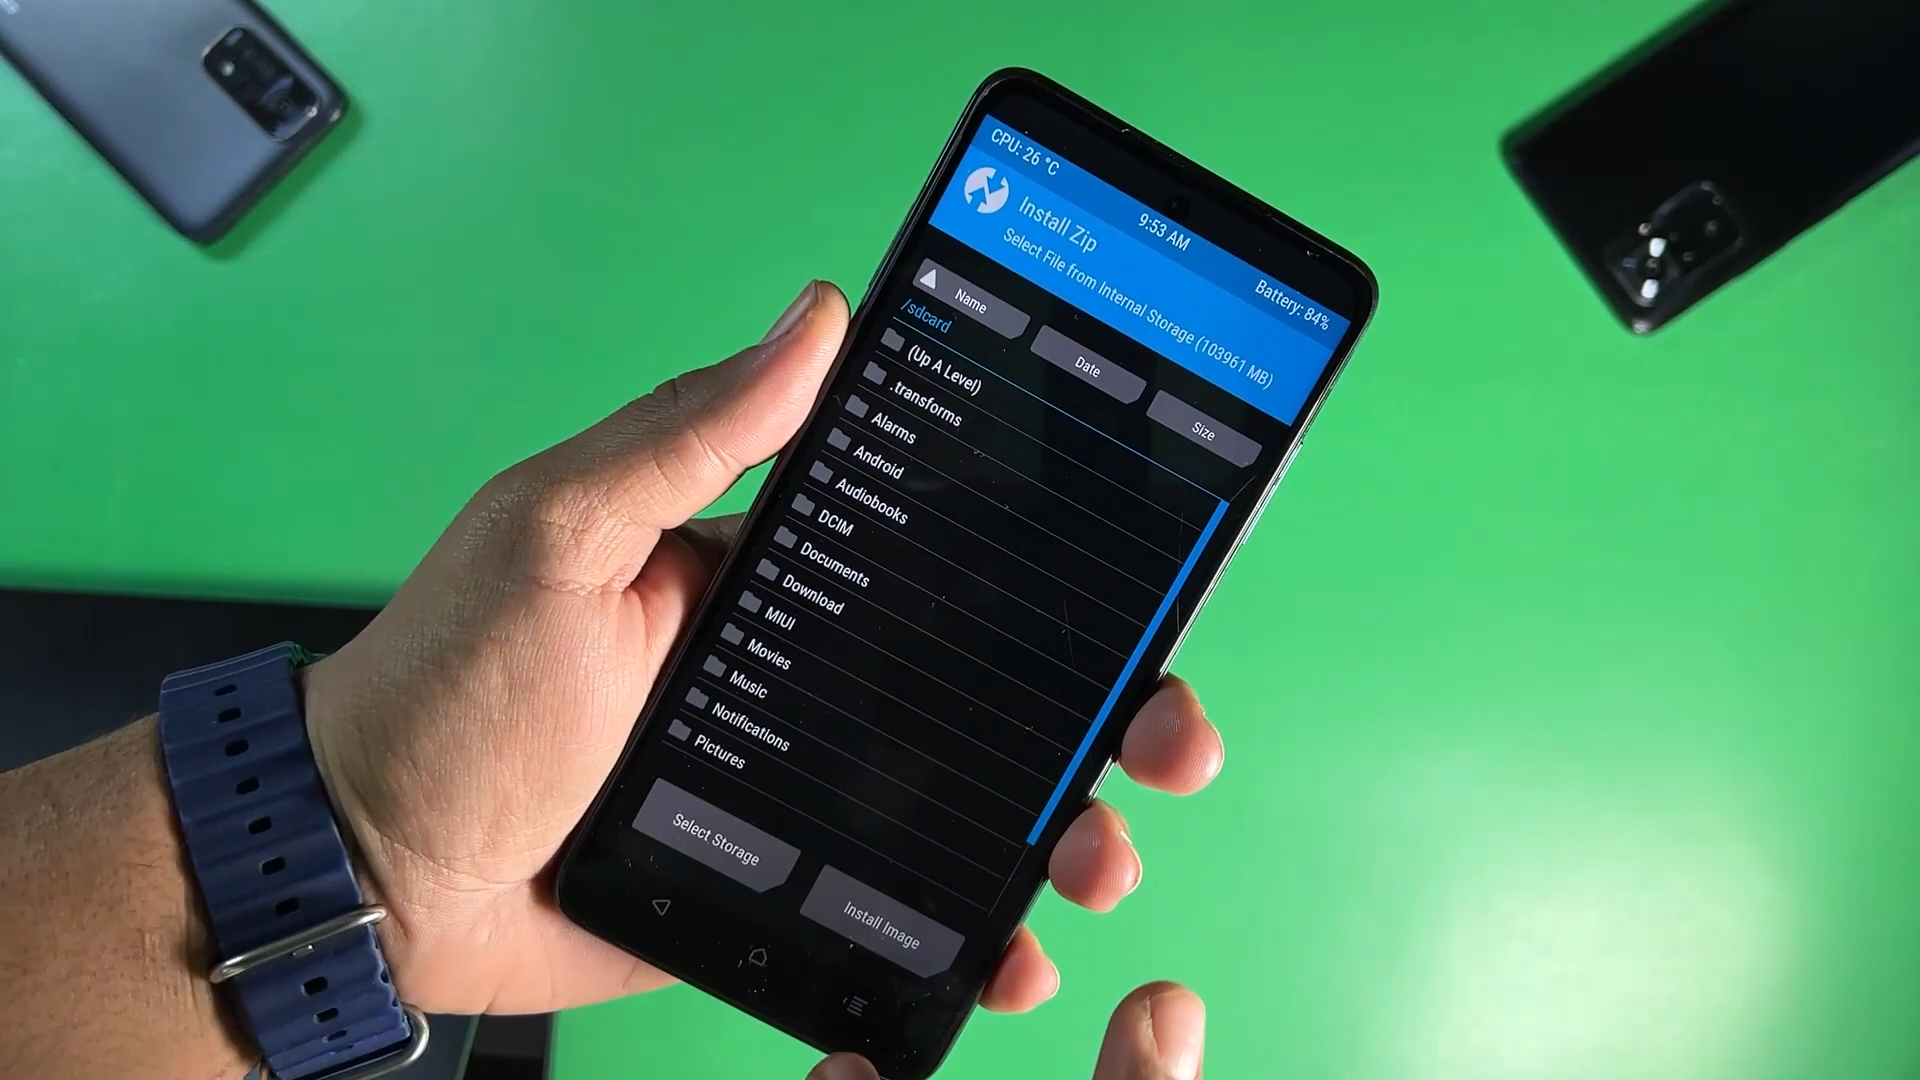 CPU: 26 °C
9:53 AM
Battery: 84%
Install Zip
Select File from Internal Storage (103961 MB)
Name
Date
Size
/sdcard
(Up A Level)
.transforms
Alarms
Android
Audiobooks
DCIM
Documents
Download
MIUI
Movies
Music
Notifications
Pictures
Select Storage
Install Image